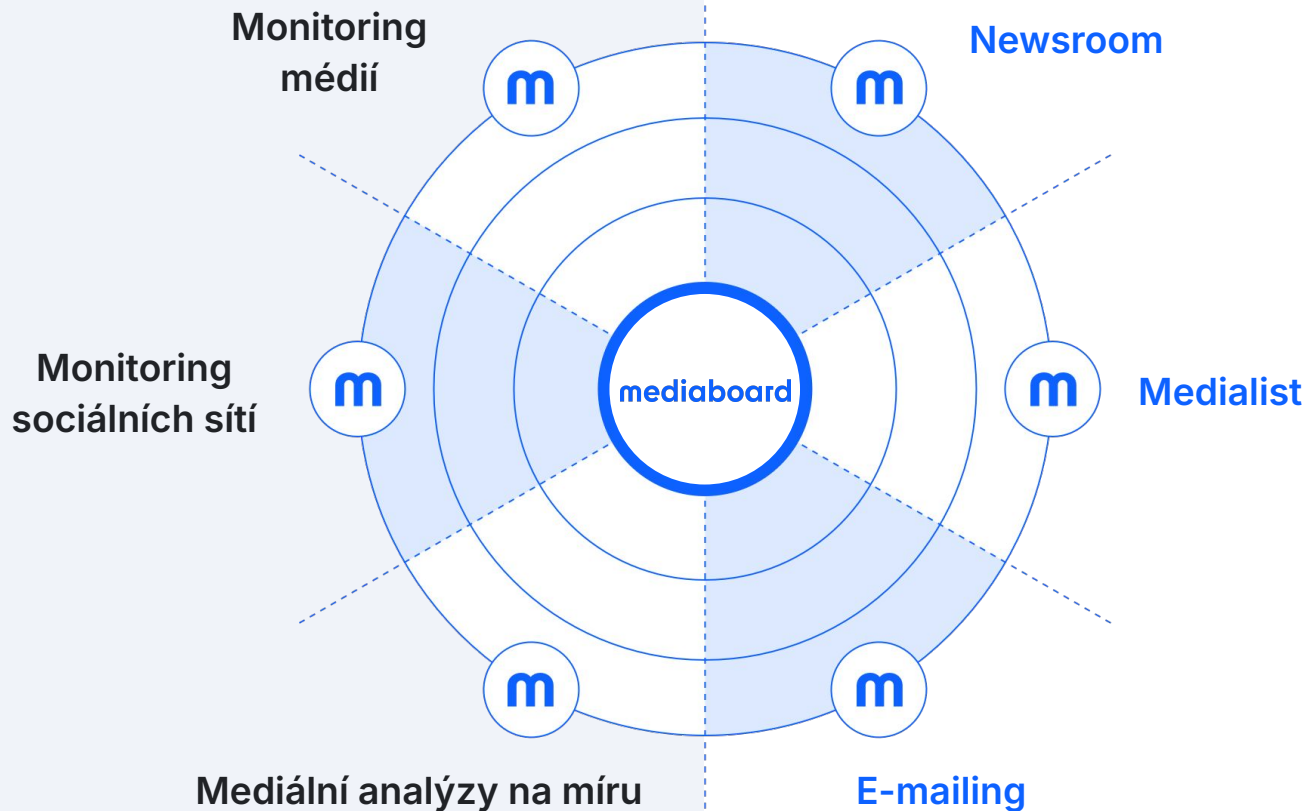 Monitoring
médií
m
m
Newsroom
Monitoring
sociálních sítí
m
mediaboard
m
Medialist
m
m
Mediální analýzy na míru
E-mailing